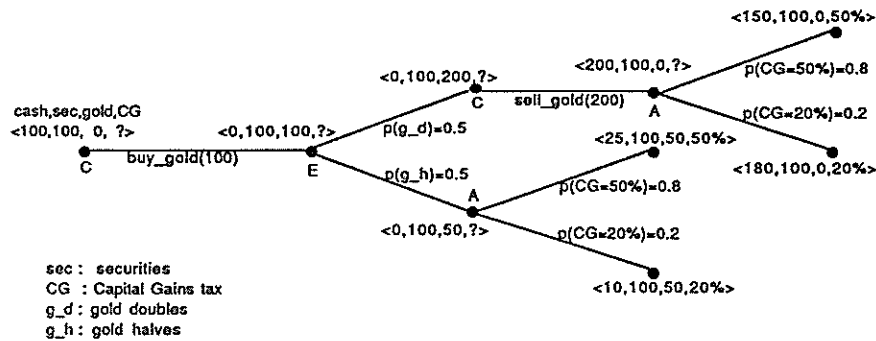 <150,100,0,50%>
<200,100,0,?>
p(CG=50%)=0.8
<0,100,200,?>
C
sell_gold(200)
A
p(CG=20%)=0.2
cash,sec,gold,CG
<100,100, 0, ?>
<0,100,100,?>
p(g_d)=0.5
<25,100,50,50%>
C
buy_gold(100)
E
p(g_h)=0.5
<180,100,0,20%>
A
p(CG=50%)=0.8
<0,100,50,?>
p(CG=20%)=0.2
<10,100,50,20%>
sec : securities
CG : Capital Gains tax
g_d : gold doubles
g_h : gold halves